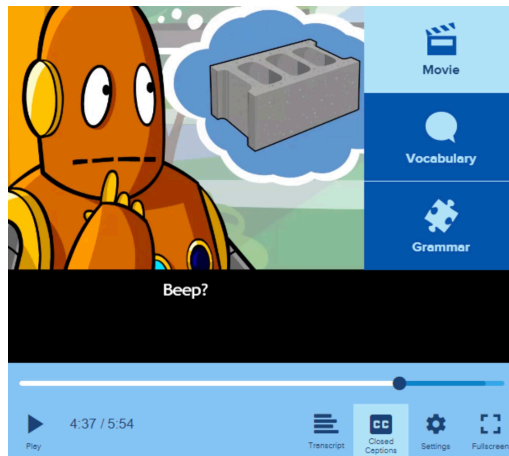 Movie
Vocabulary
Grammar
Beep?
4:37 / 5:54
Play
Transcript
CC
Closed
Captions
Settings
Fullscreen